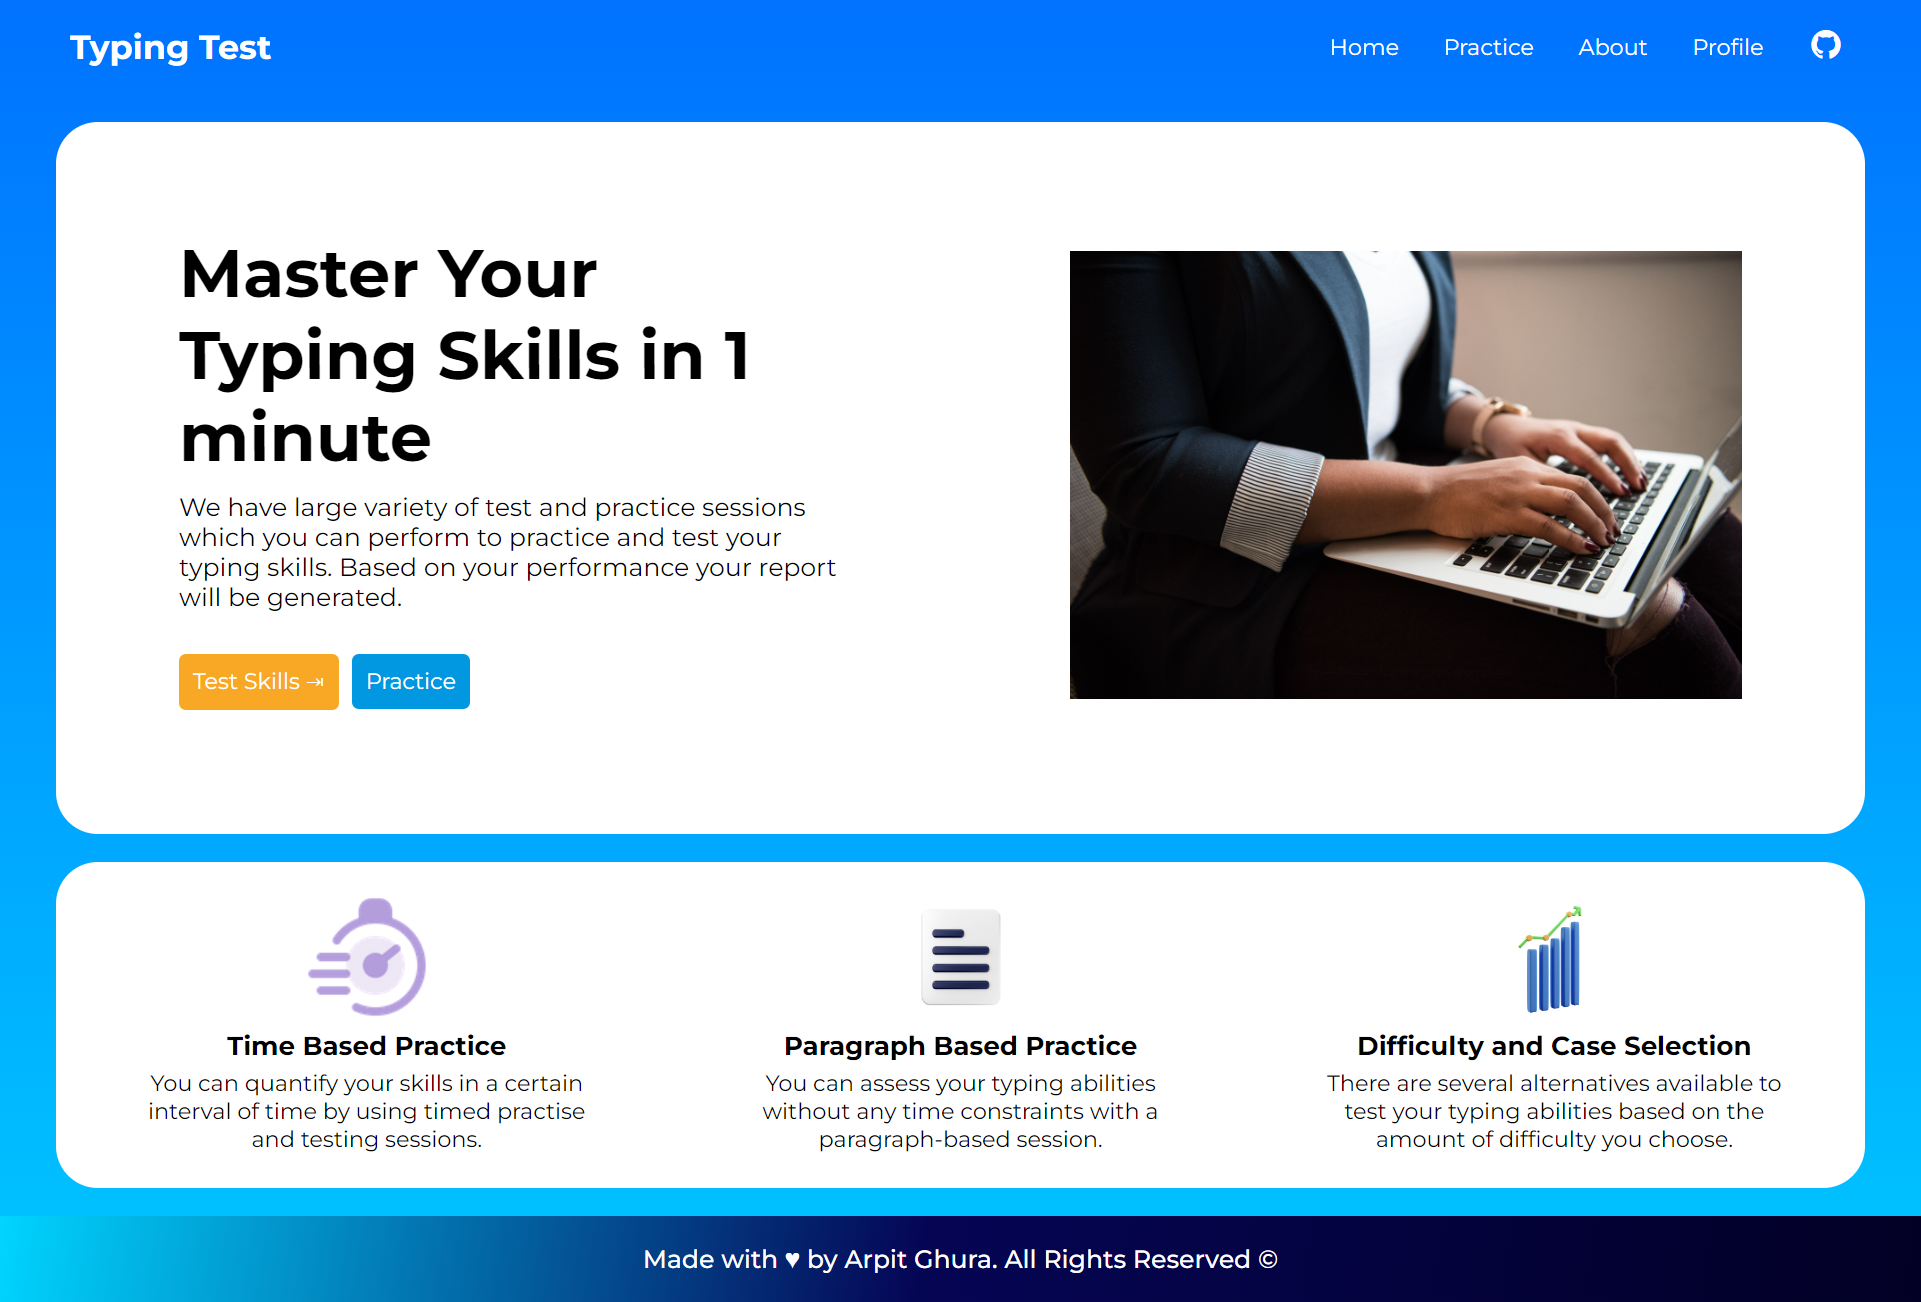 Typing Test
Home Practice About Profile
Master Your
Typing Skills in 1
minute
We have large variety of test and practice sessions
which you can perform to practice and test your
typing skills. Based on your performance your report
will be generated.
Test Skills ⇥ Practice
Time Based Practice
You can quantify your skills in a certain
interval of time by using timed practise
and testing sessions.
Paragraph Based Practice
You can assess your typing abilities
without any time constraints with a
paragraph-based session.
Difficulty and Case Selection
There are several alternatives available to
test your typing abilities based on the
amount of difficulty you choose.
Made with ♥ by Arpit Ghura. All Rights Reserved ©